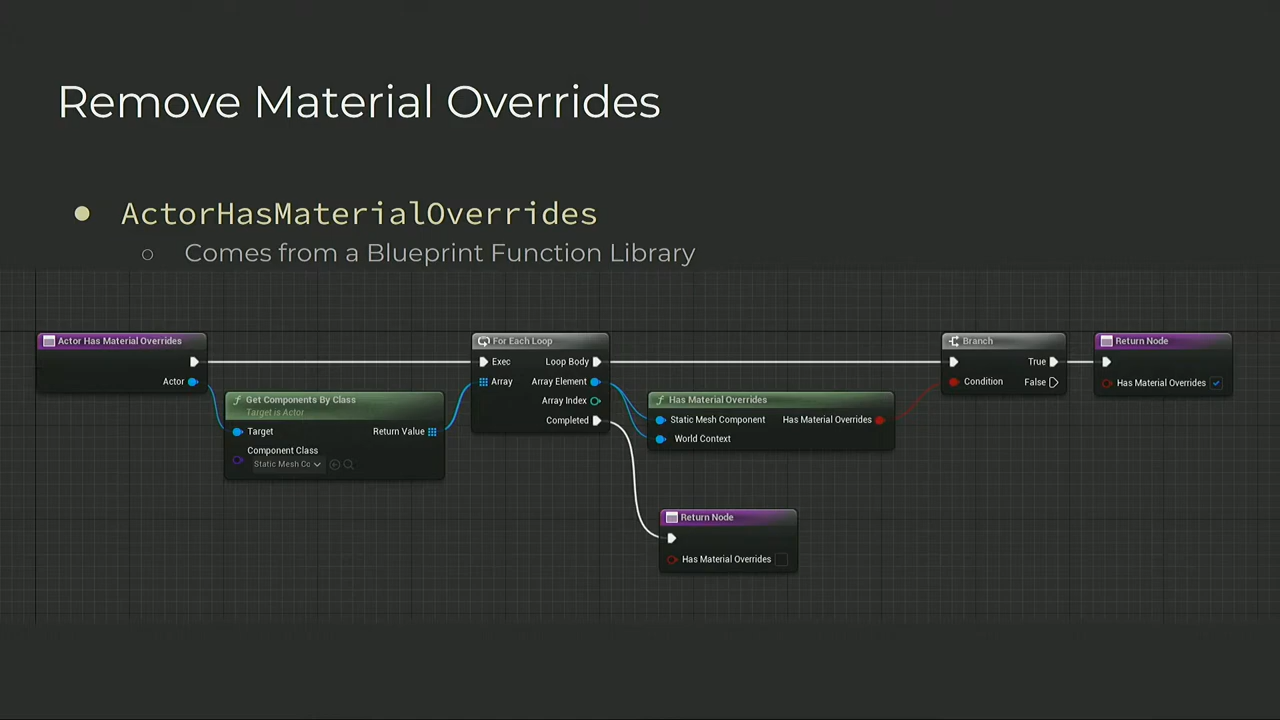 Remove Material Overrides
ActorHasMaterialOverrides
Comes from a Blueprint Function Library
Actor Has Material Overrides
Actor
Get Components By Class
Target is Actor
Target
Return Value
Component Class
Static Mesh Cc
For Each Loop
Exec
Loop Body
Array
Array Element
Array Index
Completed
Has Material Overrides
Static Mesh Component
Has Material Overrides
World Context
Return Node
Has Material Overrides
Branch
True
Condition
False
Return Node
Has Material Overrides